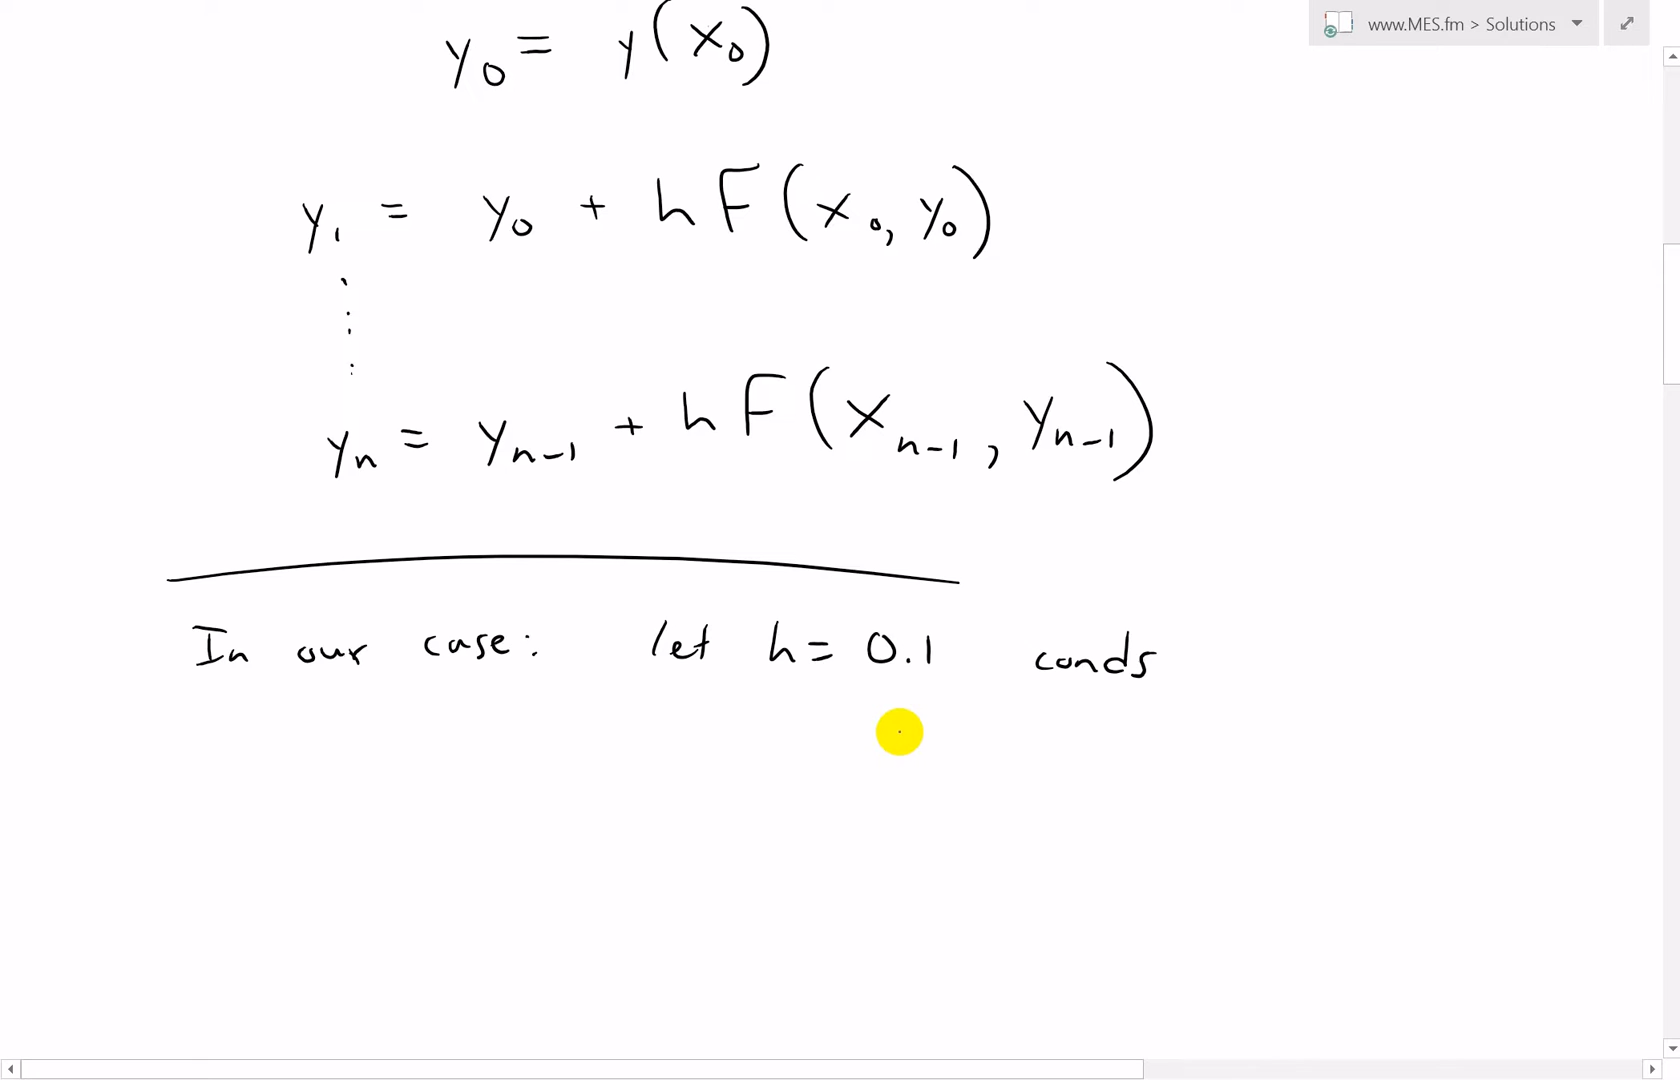 www.MES.fm > Solutions
y₀ = y(x₀)
y₁ = y₀ + hF(x₀, y₀)
⋮
yₙ = yₙ₋₁ + hF(xₙ₋₁, yₙ₋₁)
In our case: let h = 0.1 conds